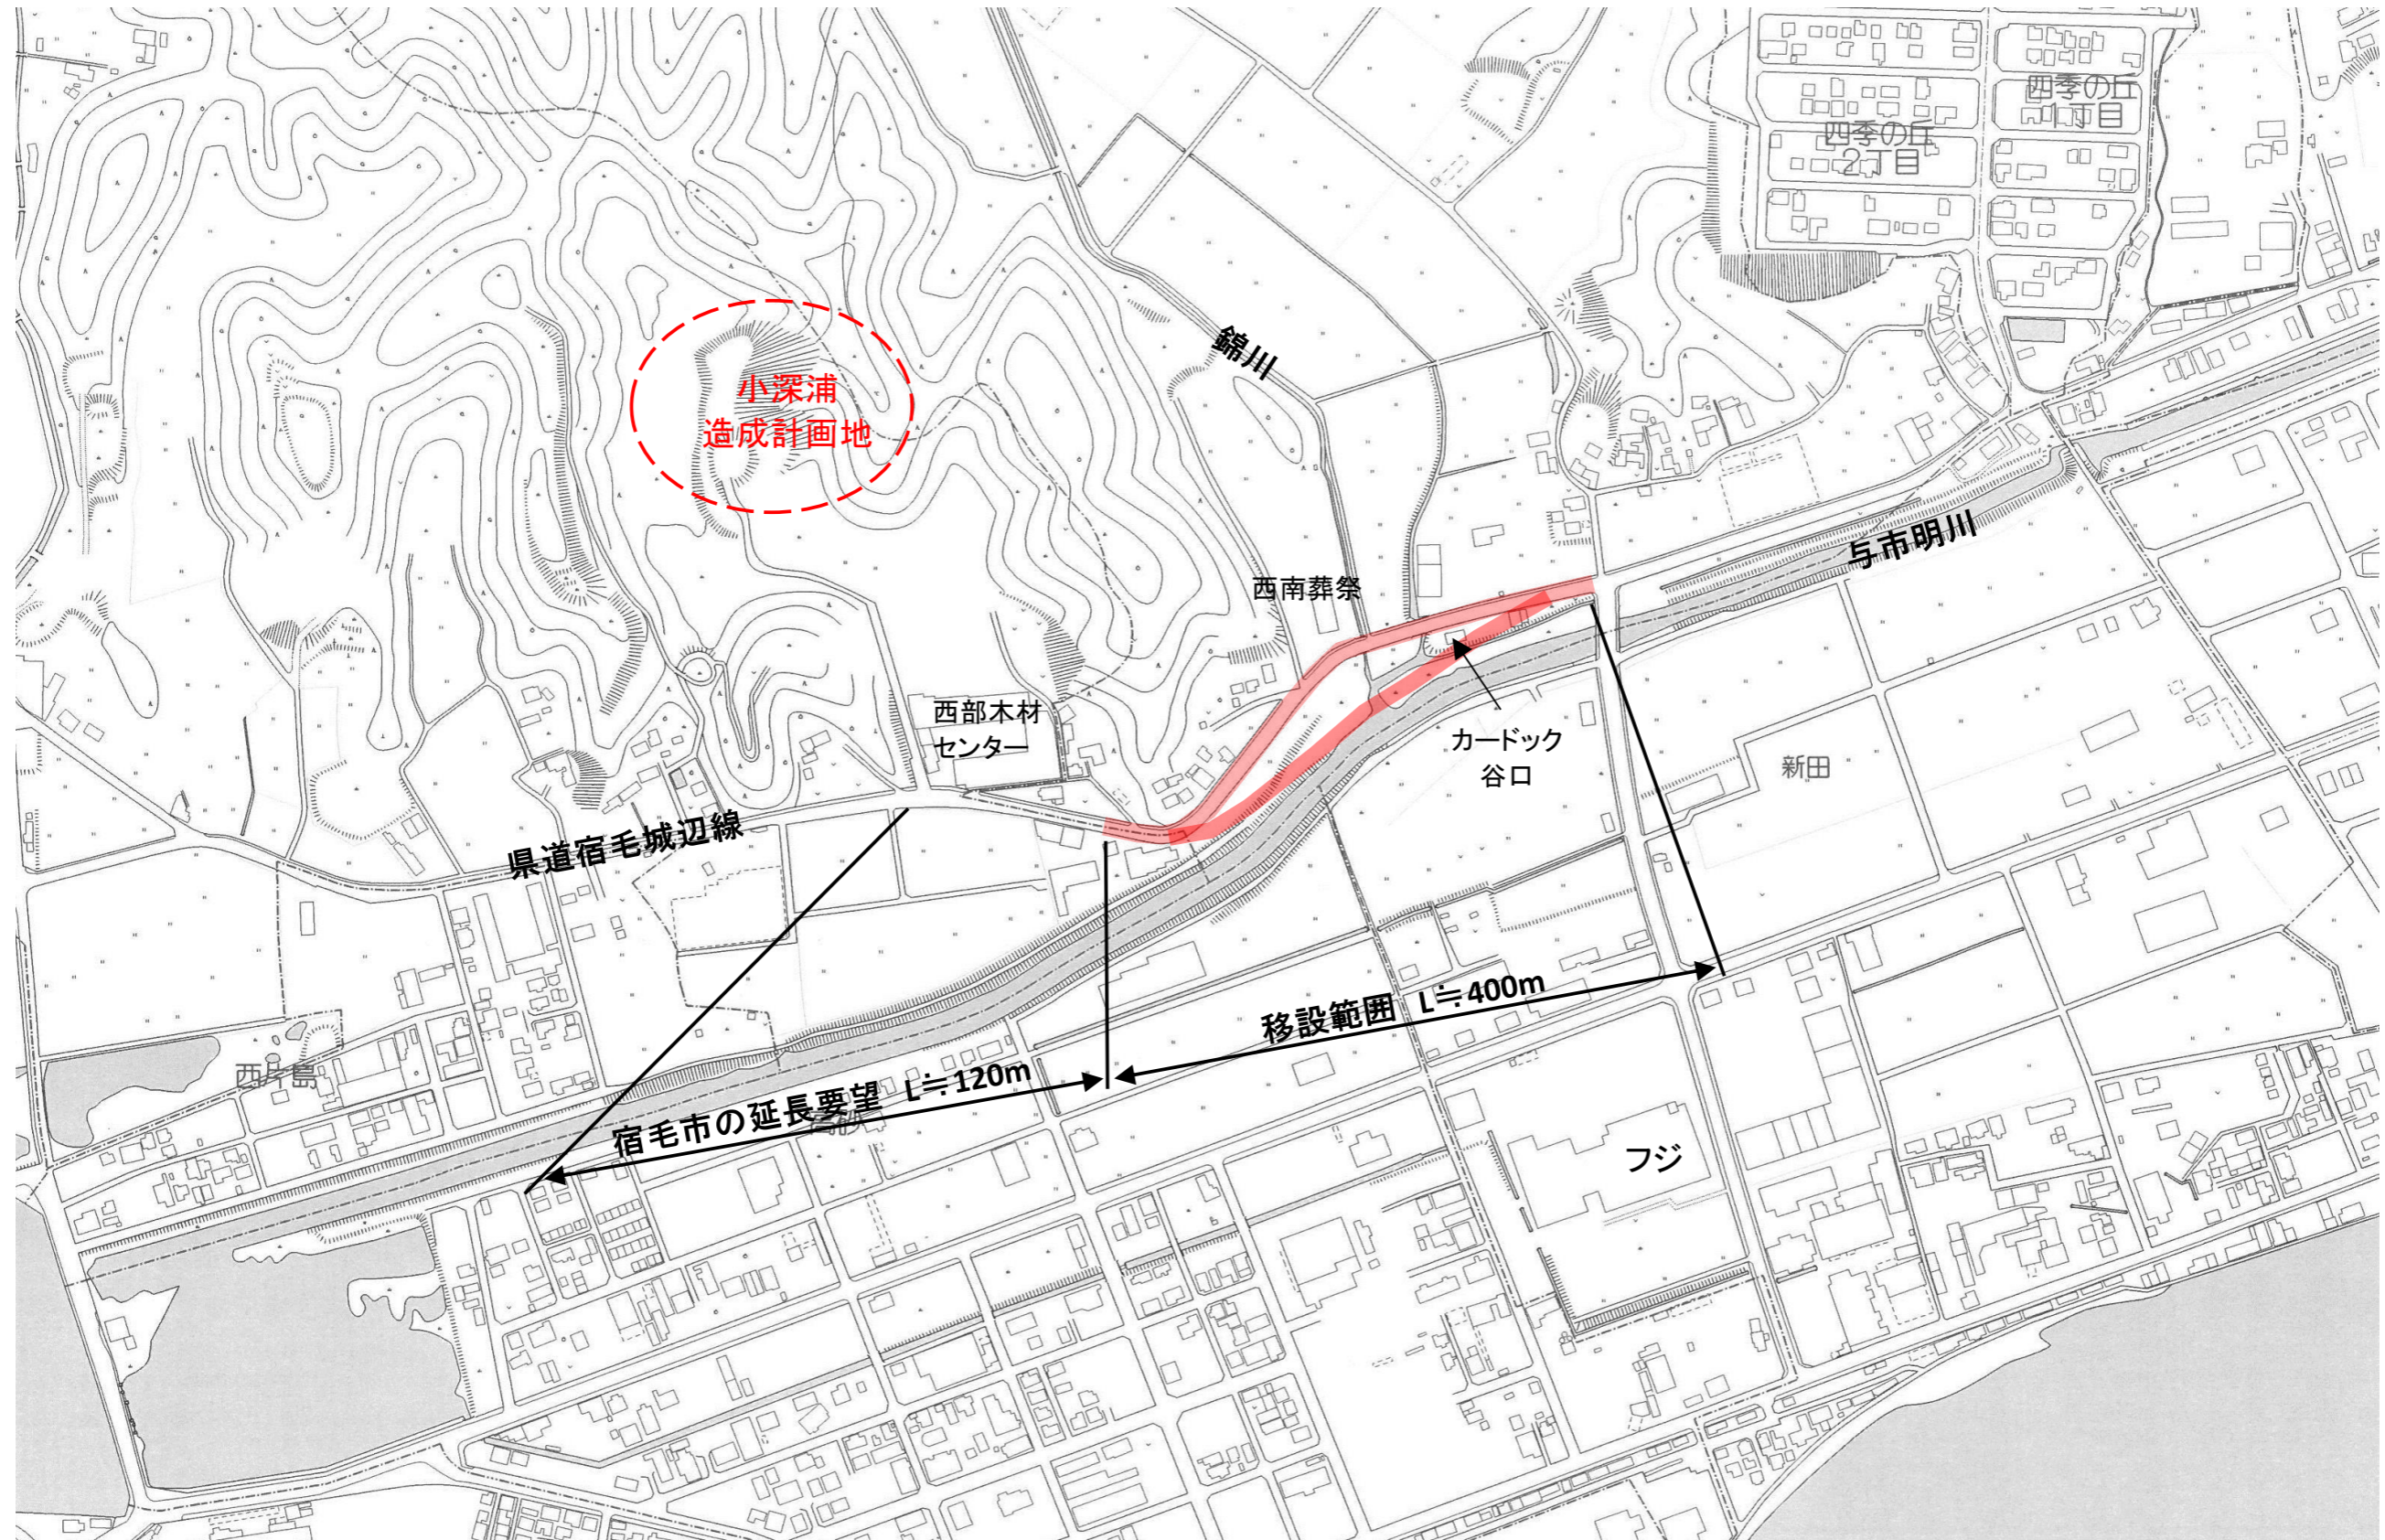 四季の丘
1丁目
四季の丘
2丁目
錦川
小深浦
造成計画地
与市明川
西南葬祭
西部木材
センター
カードック
谷口
新田
県道宿毛城辺線
移設範囲 L≒400m
西片島
宿毛市の延長要望 L≒120m
高砂
フジ